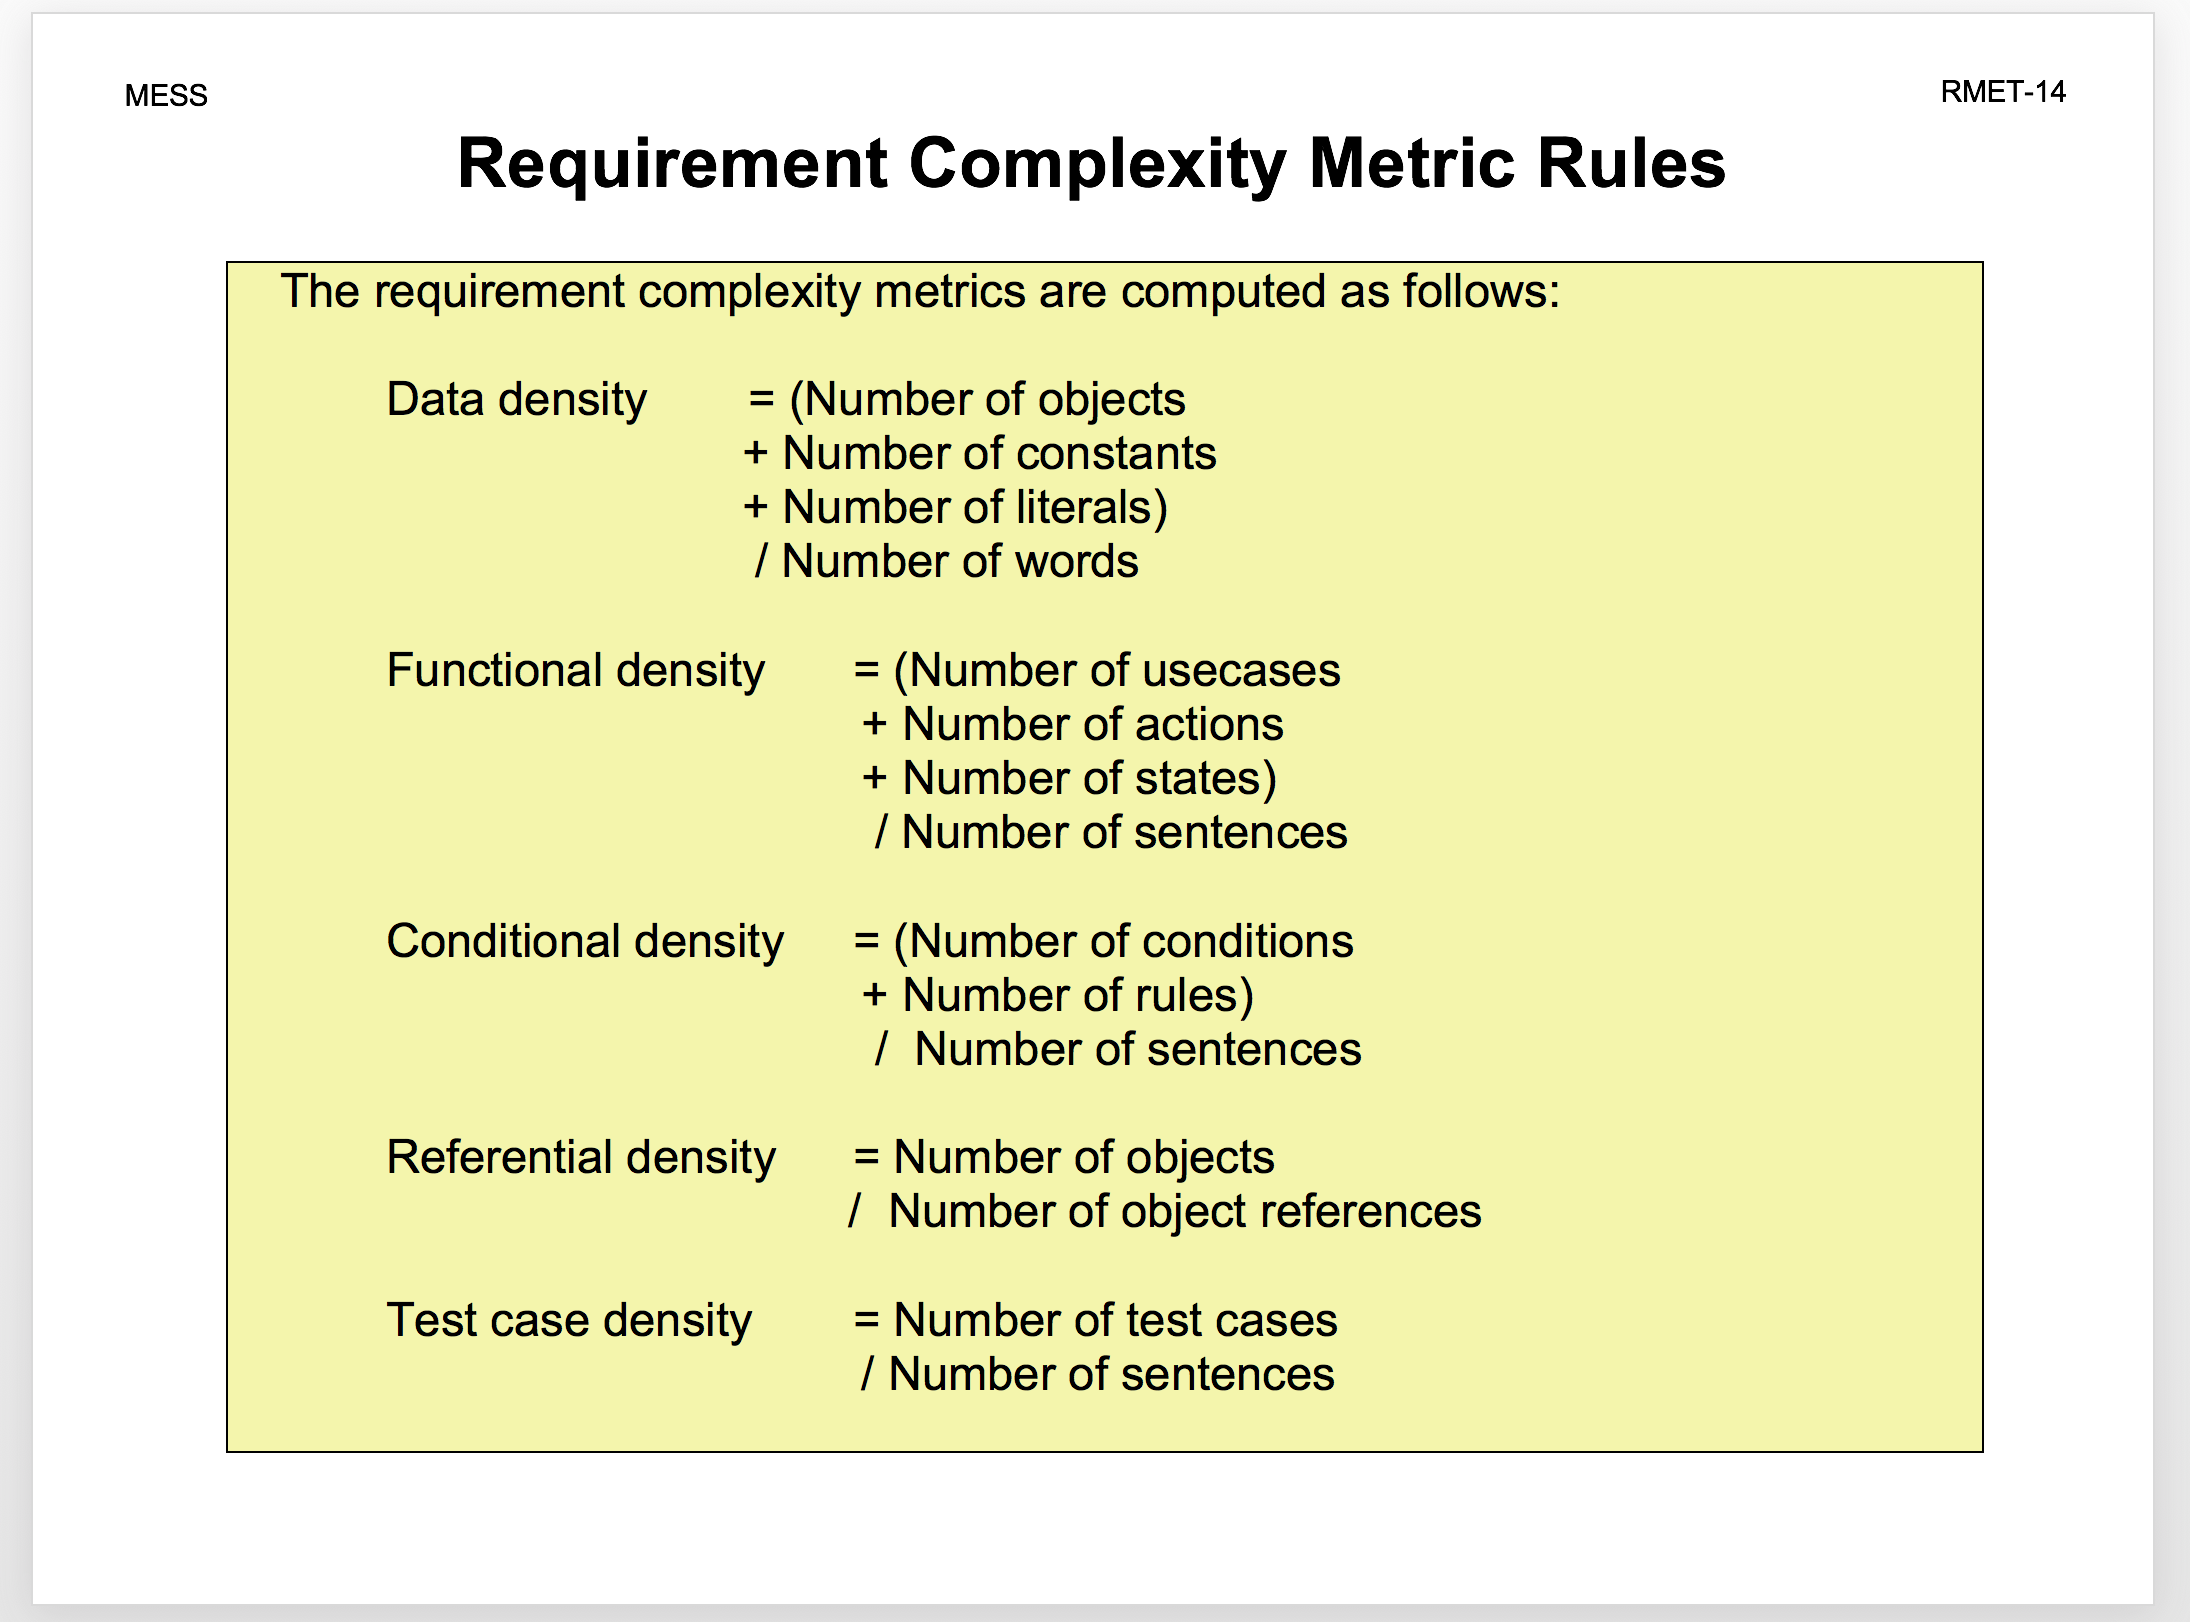 MESS
RMET-14
Requirement Complexity Metric Rules
The requirement complexity metrics are computed as follows:
Data density = (Number of objects
+ Number of constants
+ Number of literals)
/ Number of words
Functional density = (Number of usecases
+ Number of actions
+ Number of states)
/ Number of sentences
Conditional density = (Number of conditions
+ Number of rules)
/ Number of sentences
Referential density = Number of objects
/ Number of object references
Test case density = Number of test cases
/ Number of sentences